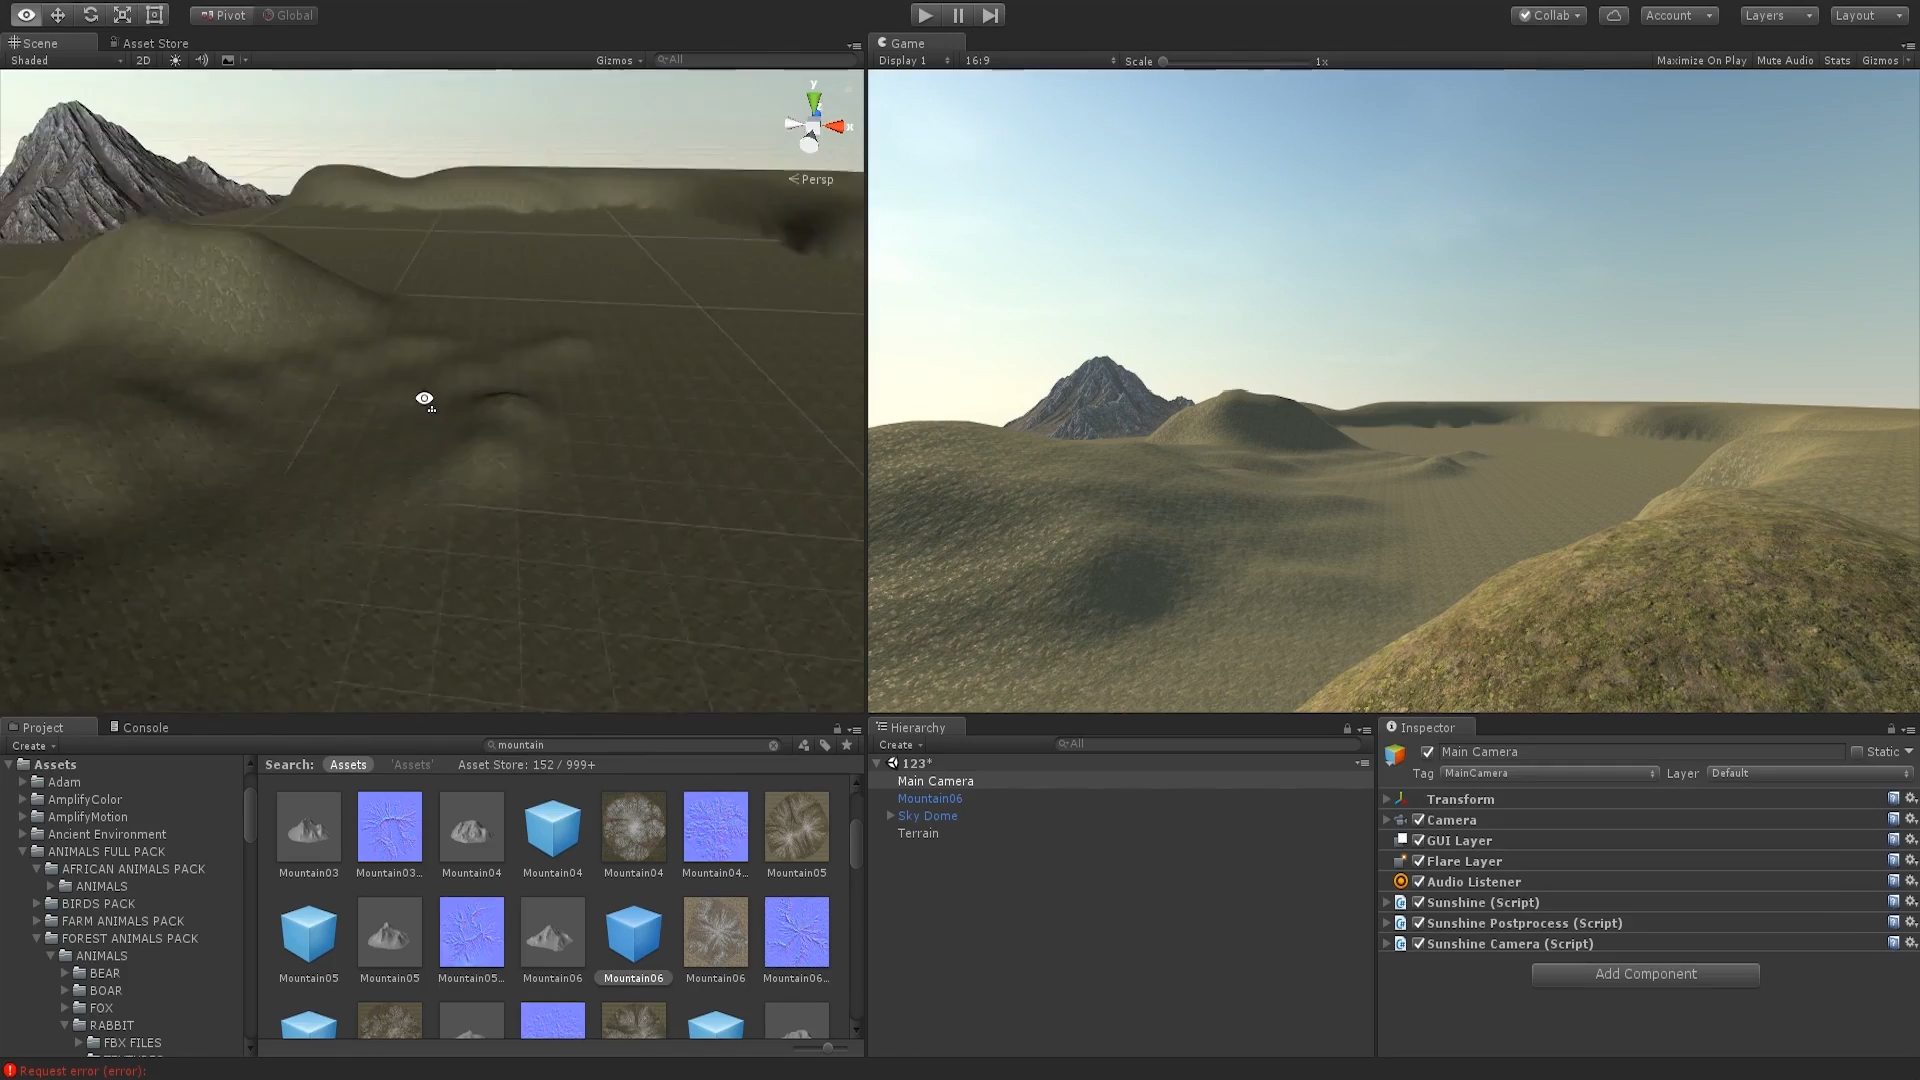 Pivot Global Collab Account Layers Layout
Scene Asset Store
Shaded 2D Gizmos All
y
x
Persp
Game
Display 1 16:9 Scale 1x Maximize On Play Mute Audio Stats Gizmos
Project Console
Create mountain
Assets
Adam
AmplifyColor
AmplifyMotion
Ancient Environment
ANIMALS FULL PACK
AFRICAN ANIMALS PACK
ANIMALS
BIRDS PACK
FARM ANIMALS PACK
FOREST ANIMALS PACK
ANIMALS
BEAR
BOAR
FOX
RABBIT
FBX FILES
Search: Assets 'Assets' Asset Store: 152 / 999+
Mountain03 Mountain03... Mountain04 Mountain04 Mountain04 Mountain04... Mountain05
Mountain05 Mountain05 Mountain05... Mountain06 Mountain06 Mountain06 Mountain06...
Hierarchy
Create All
123*
Main Camera
Mountain06
Sky Dome
Terrain
Inspector
Main Camera Static
Tag MainCamera Layer Default
Transform
Camera
GUI Layer
Flare Layer
Audio Listener
Sunshine (Script)
Sunshine Postprocess (Script)
Sunshine Camera (Script)
Add Component
Request error (error):